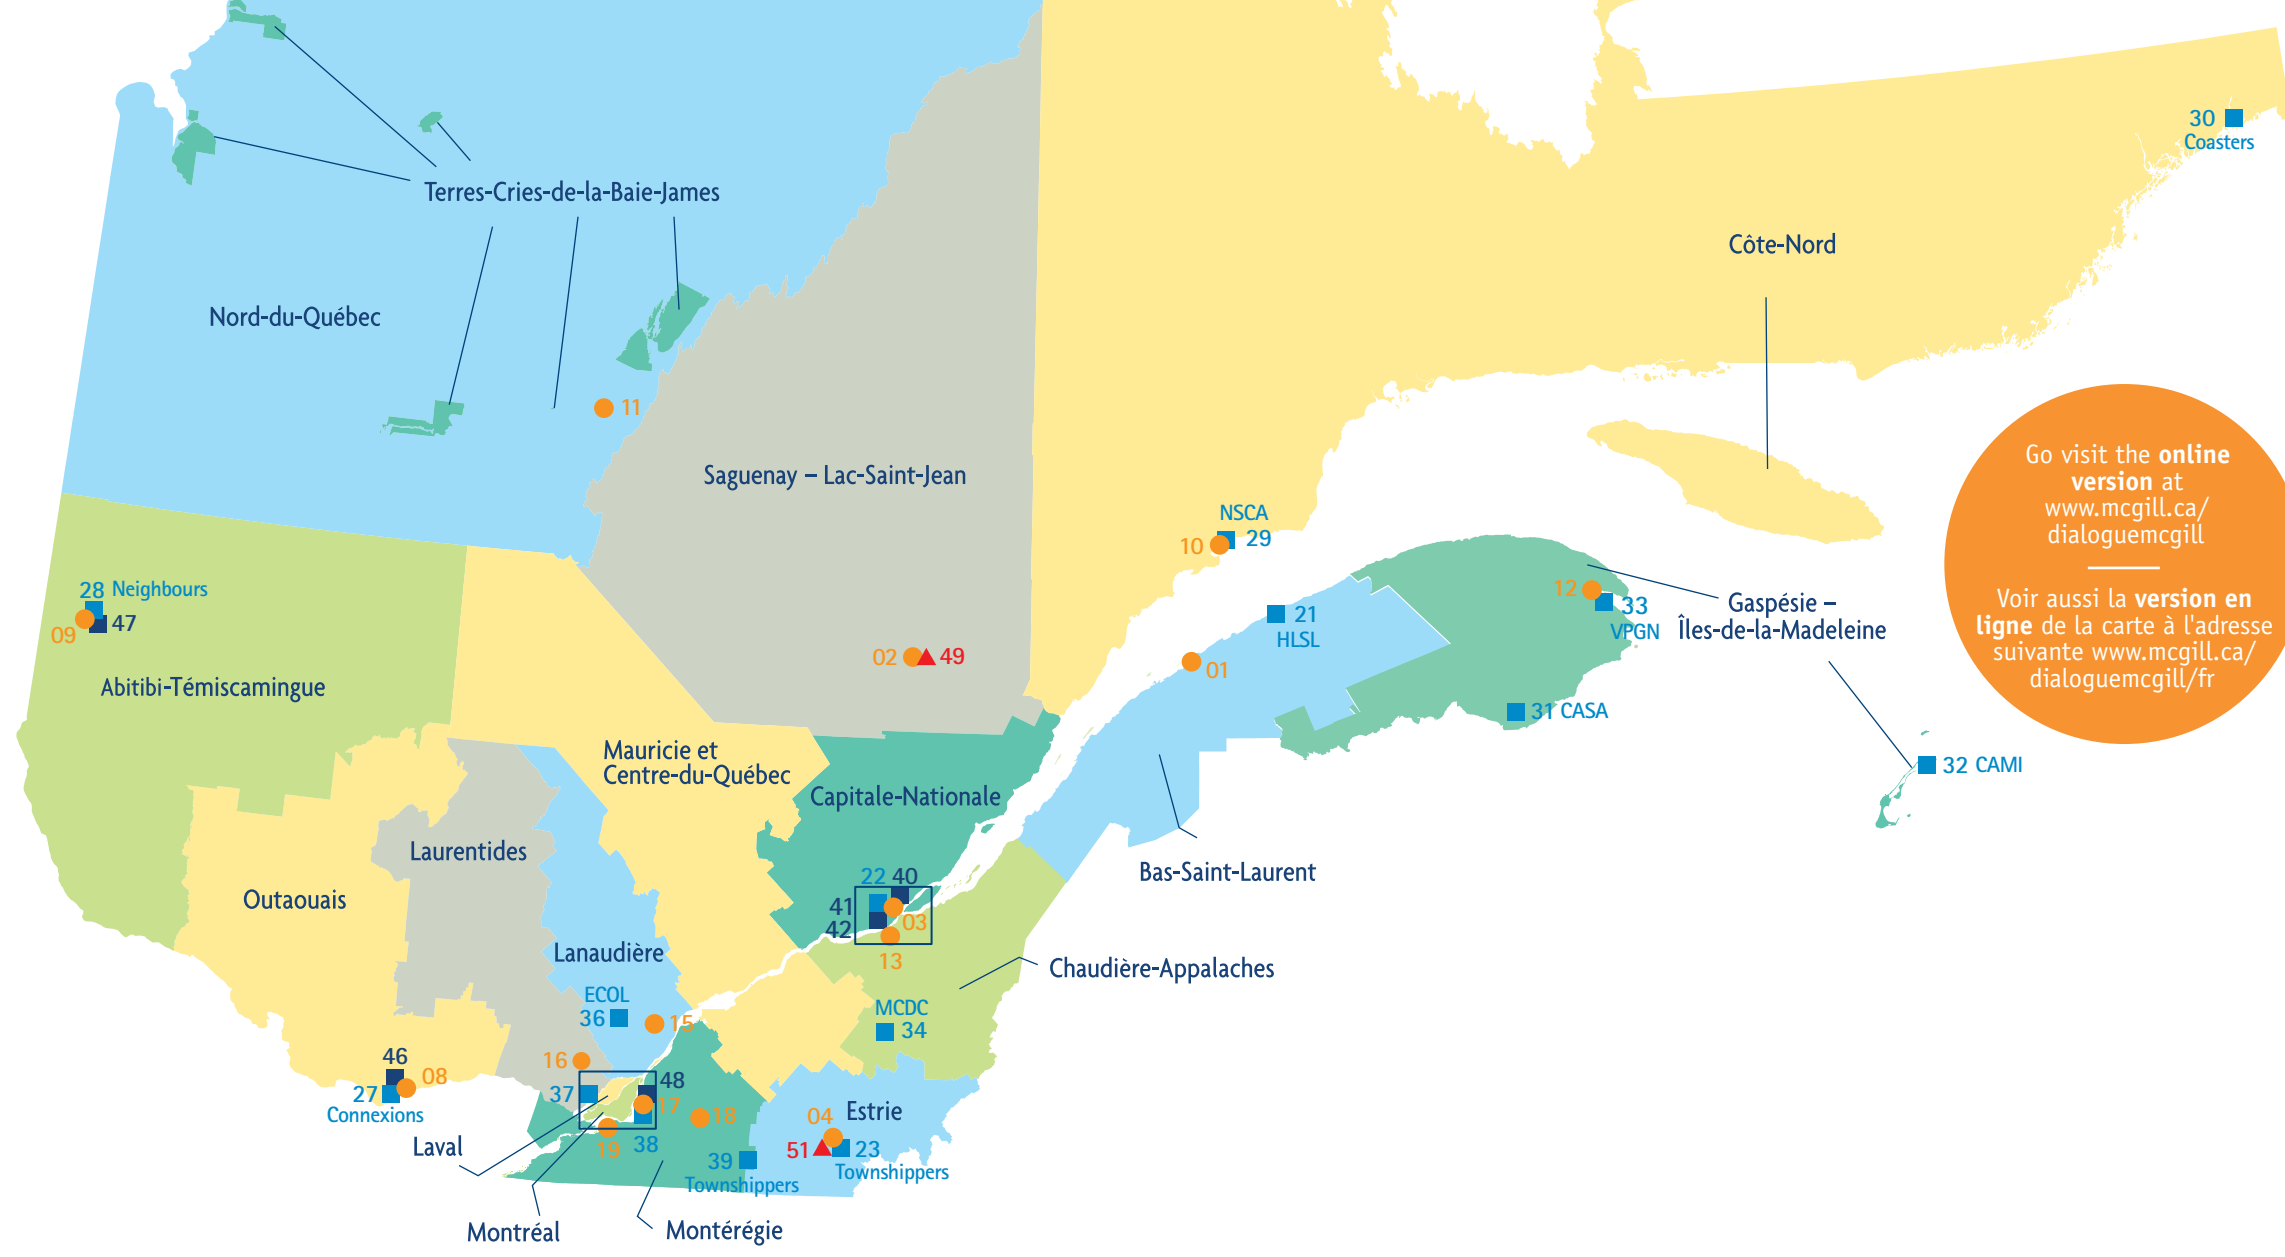 30
Coasters
Terres-Cries-de-la-Baie-James
Côte-Nord
Nord-du-Québec
11
Saguenay – Lac-Saint-Jean
Go visit the online
version at
www.mcgill.ca/
dialoguemcgill
Voir aussi la version en
ligne de la carte à l'adresse
suivante www.mcgill.ca/
dialoguemcgill/fr
NSCA
10
29
28 Neighbours
09
47
12
33
VPGN
Gaspésie –
Îles-de-la-Madeleine
21
HLSL
01
02
49
Abitibi-Témiscamingue
31 CASA
32 CAMI
Mauricie et
Centre-du-Québec
Capitale-Nationale
Laurentides
Outaouais
Bas-Saint-Laurent
22
40
41
42
03
13
Lanaudière
Chaudière-Appalaches
ECOL
36
15
MCDC
34
16
46
08
27
Connexions
37
48
17
18
19
38
04
Estrie
51
23
Townshippers
39
Townshippers
Laval
Montréal
Montérégie